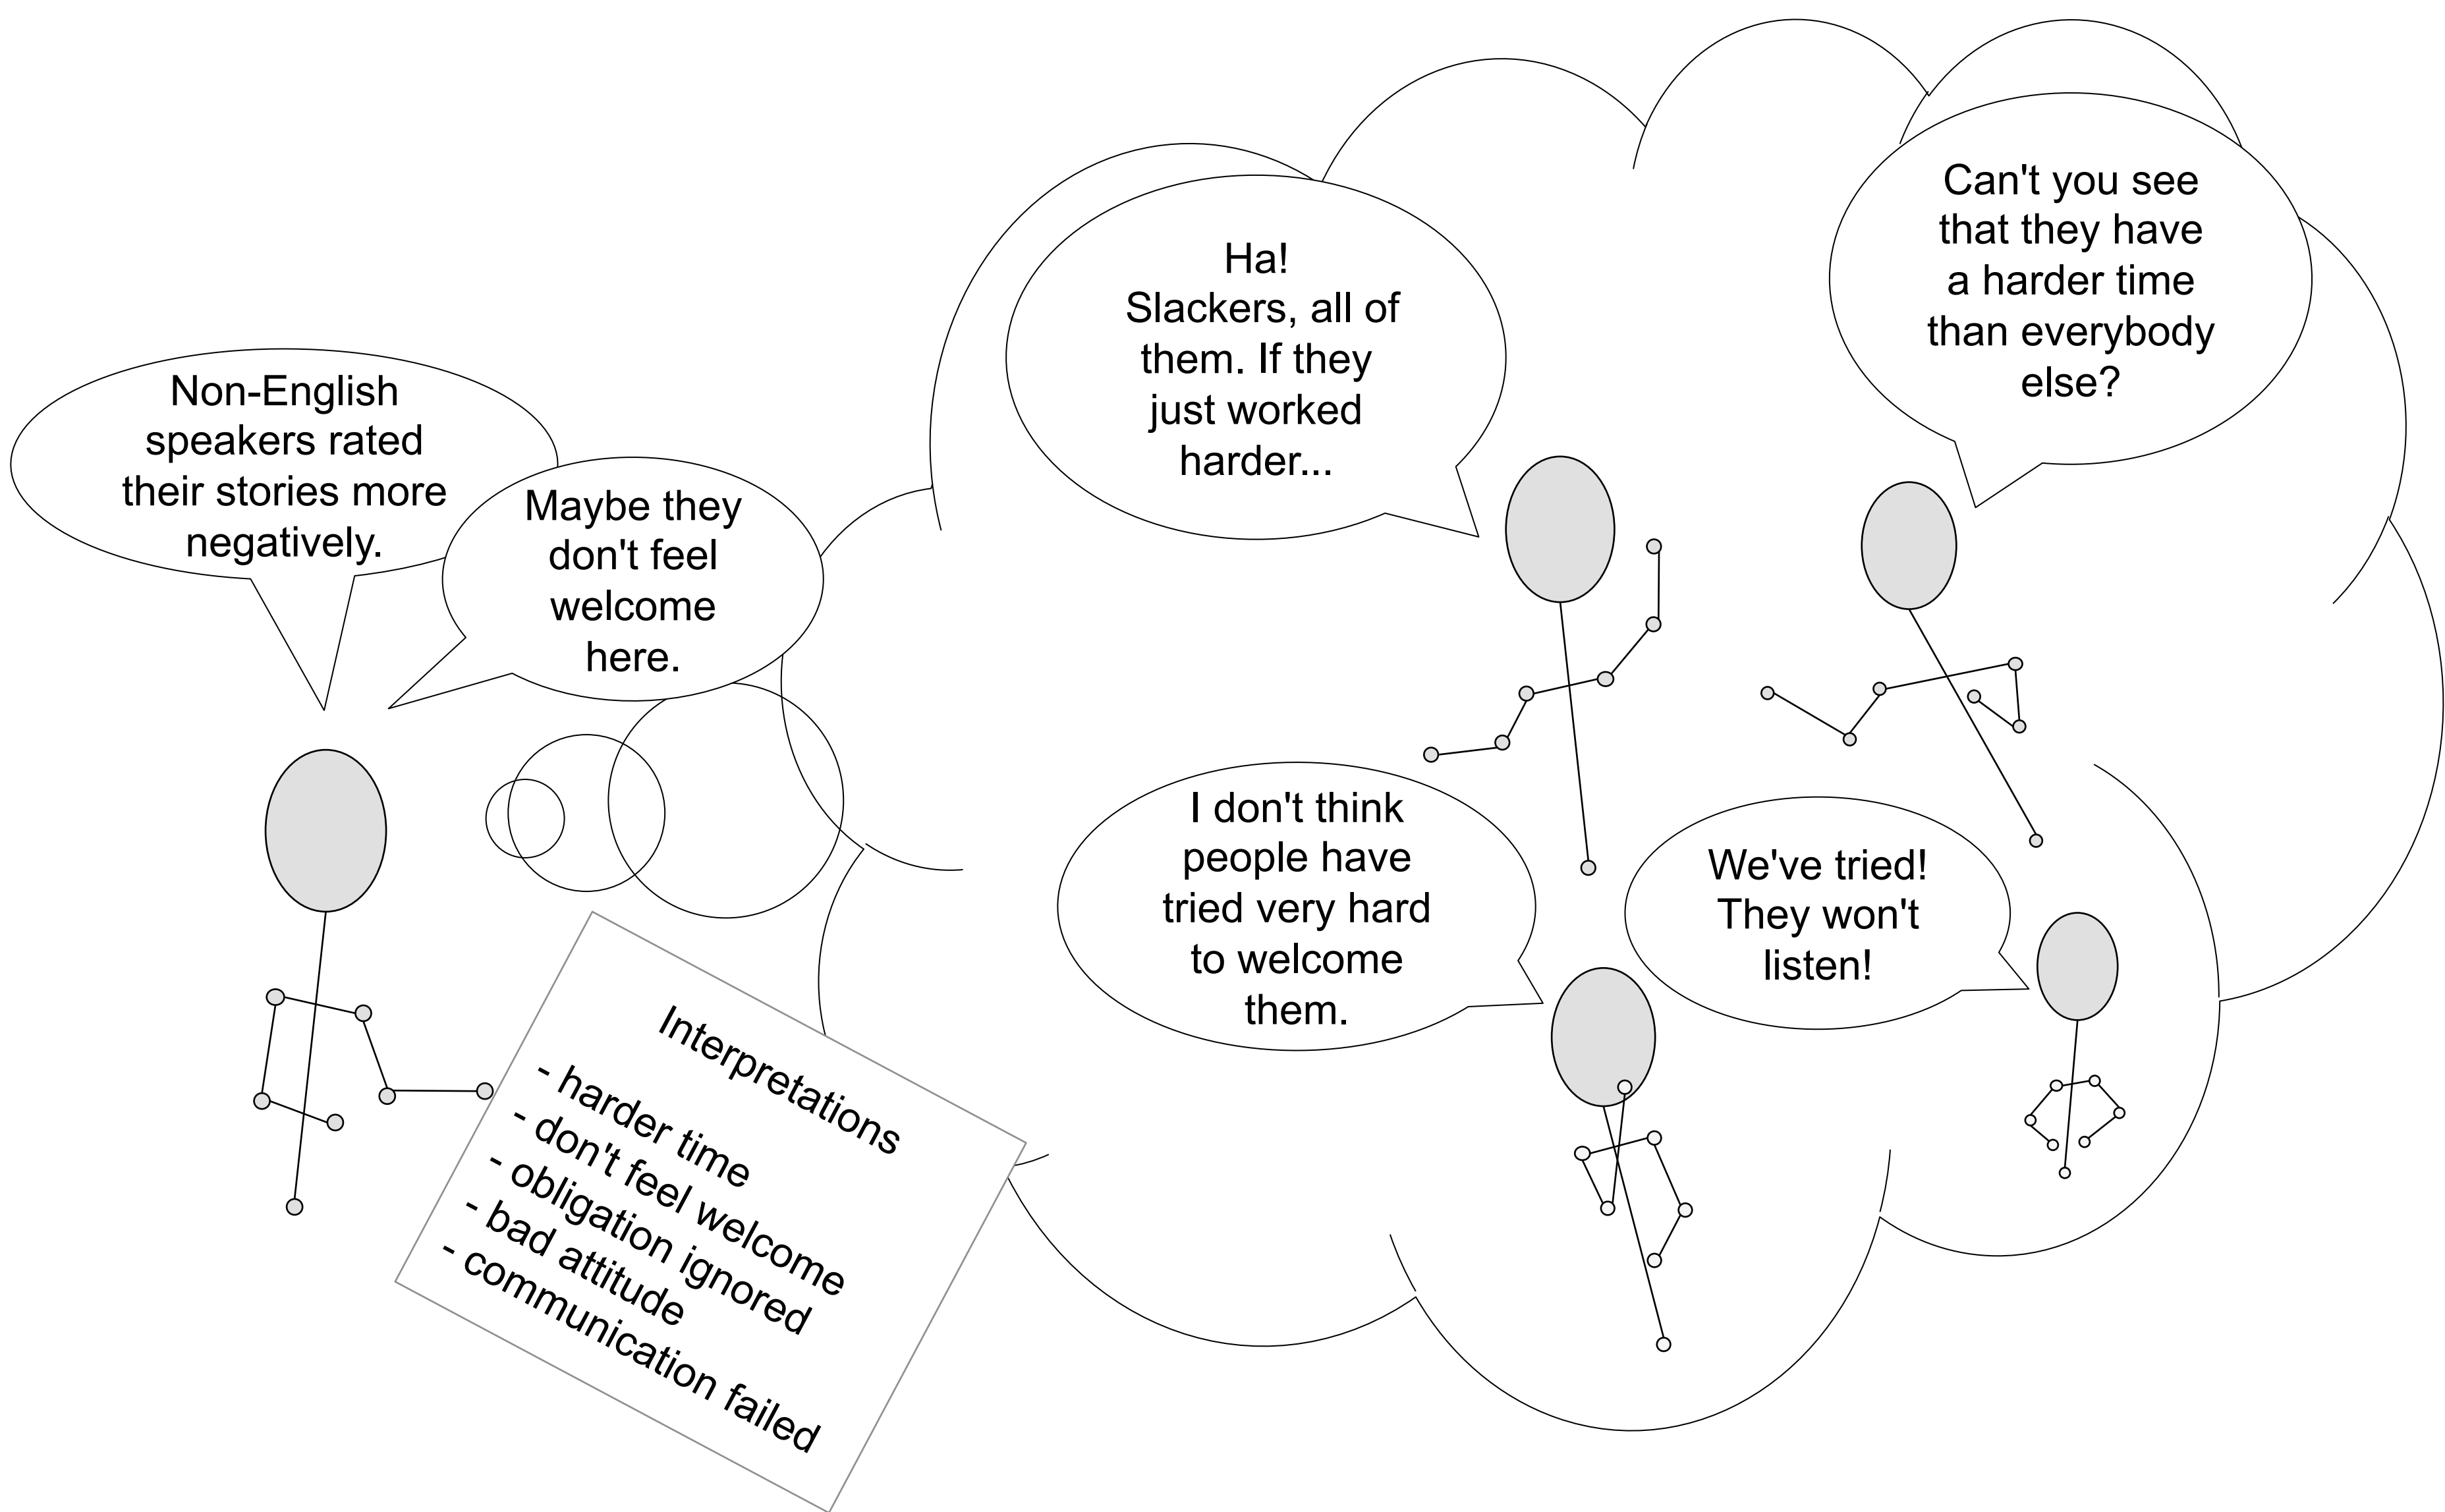 Non-English
speakers rated
their stories more
negatively.
Maybe they
don't feel
welcome
here.
Ha!
Slackers, all of
them. If they
just worked
harder...
Can't you see
that they have
a harder time
than everybody
else?
I don't think
people have
tried very hard
to welcome
them.
We've tried!
They won't
listen!
Interpretations
- harder time
- don't feel welcome
- obligation ignored
- bad attitude
- communication failed